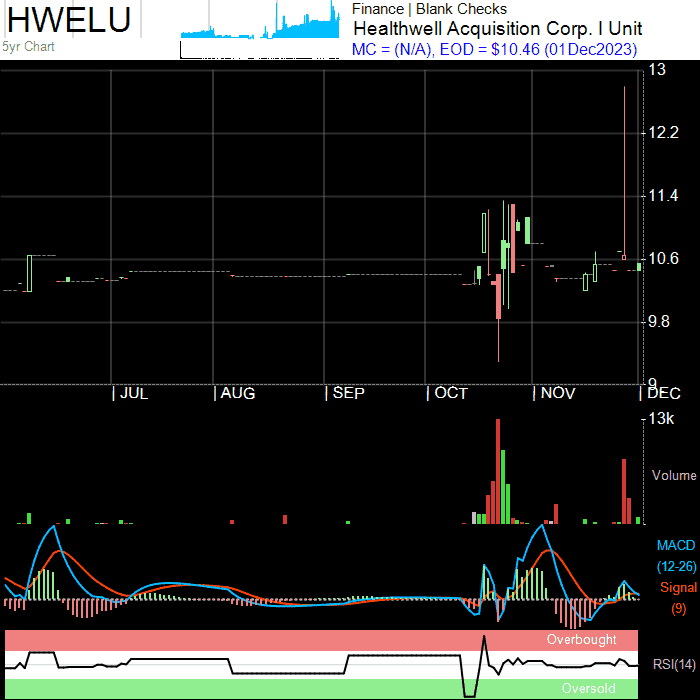 HWELU
5yr Chart
Finance | Blank Checks
Healthwell Acquisition Corp. I Unit
MC = (N/A), EOD = $10.46 (01Dec2023)
13
12.2
11.4
10.6
9.8
9
JUL AUG SEP OCT NOV DEC
13k
Volume
MACD
(12-26)
Signal
(9)
Overbought
RSI(14)
Oversold